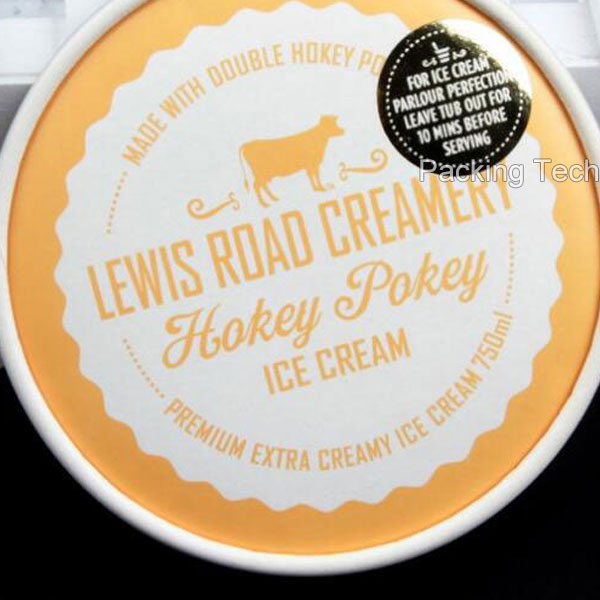 MADE WITH DOUBLE HOKEY
FOR ICE CREAM
PARLOUR PERFECTION
LEAVE TUB OUT FOR
10 MINS BEFORE
SERVING
Packing Tech
LEWIS ROAD CREAMERY
Hokey Pokey
ICE CREAM
PREMIUM EXTRA CREAMY ICE CREAM 750ml